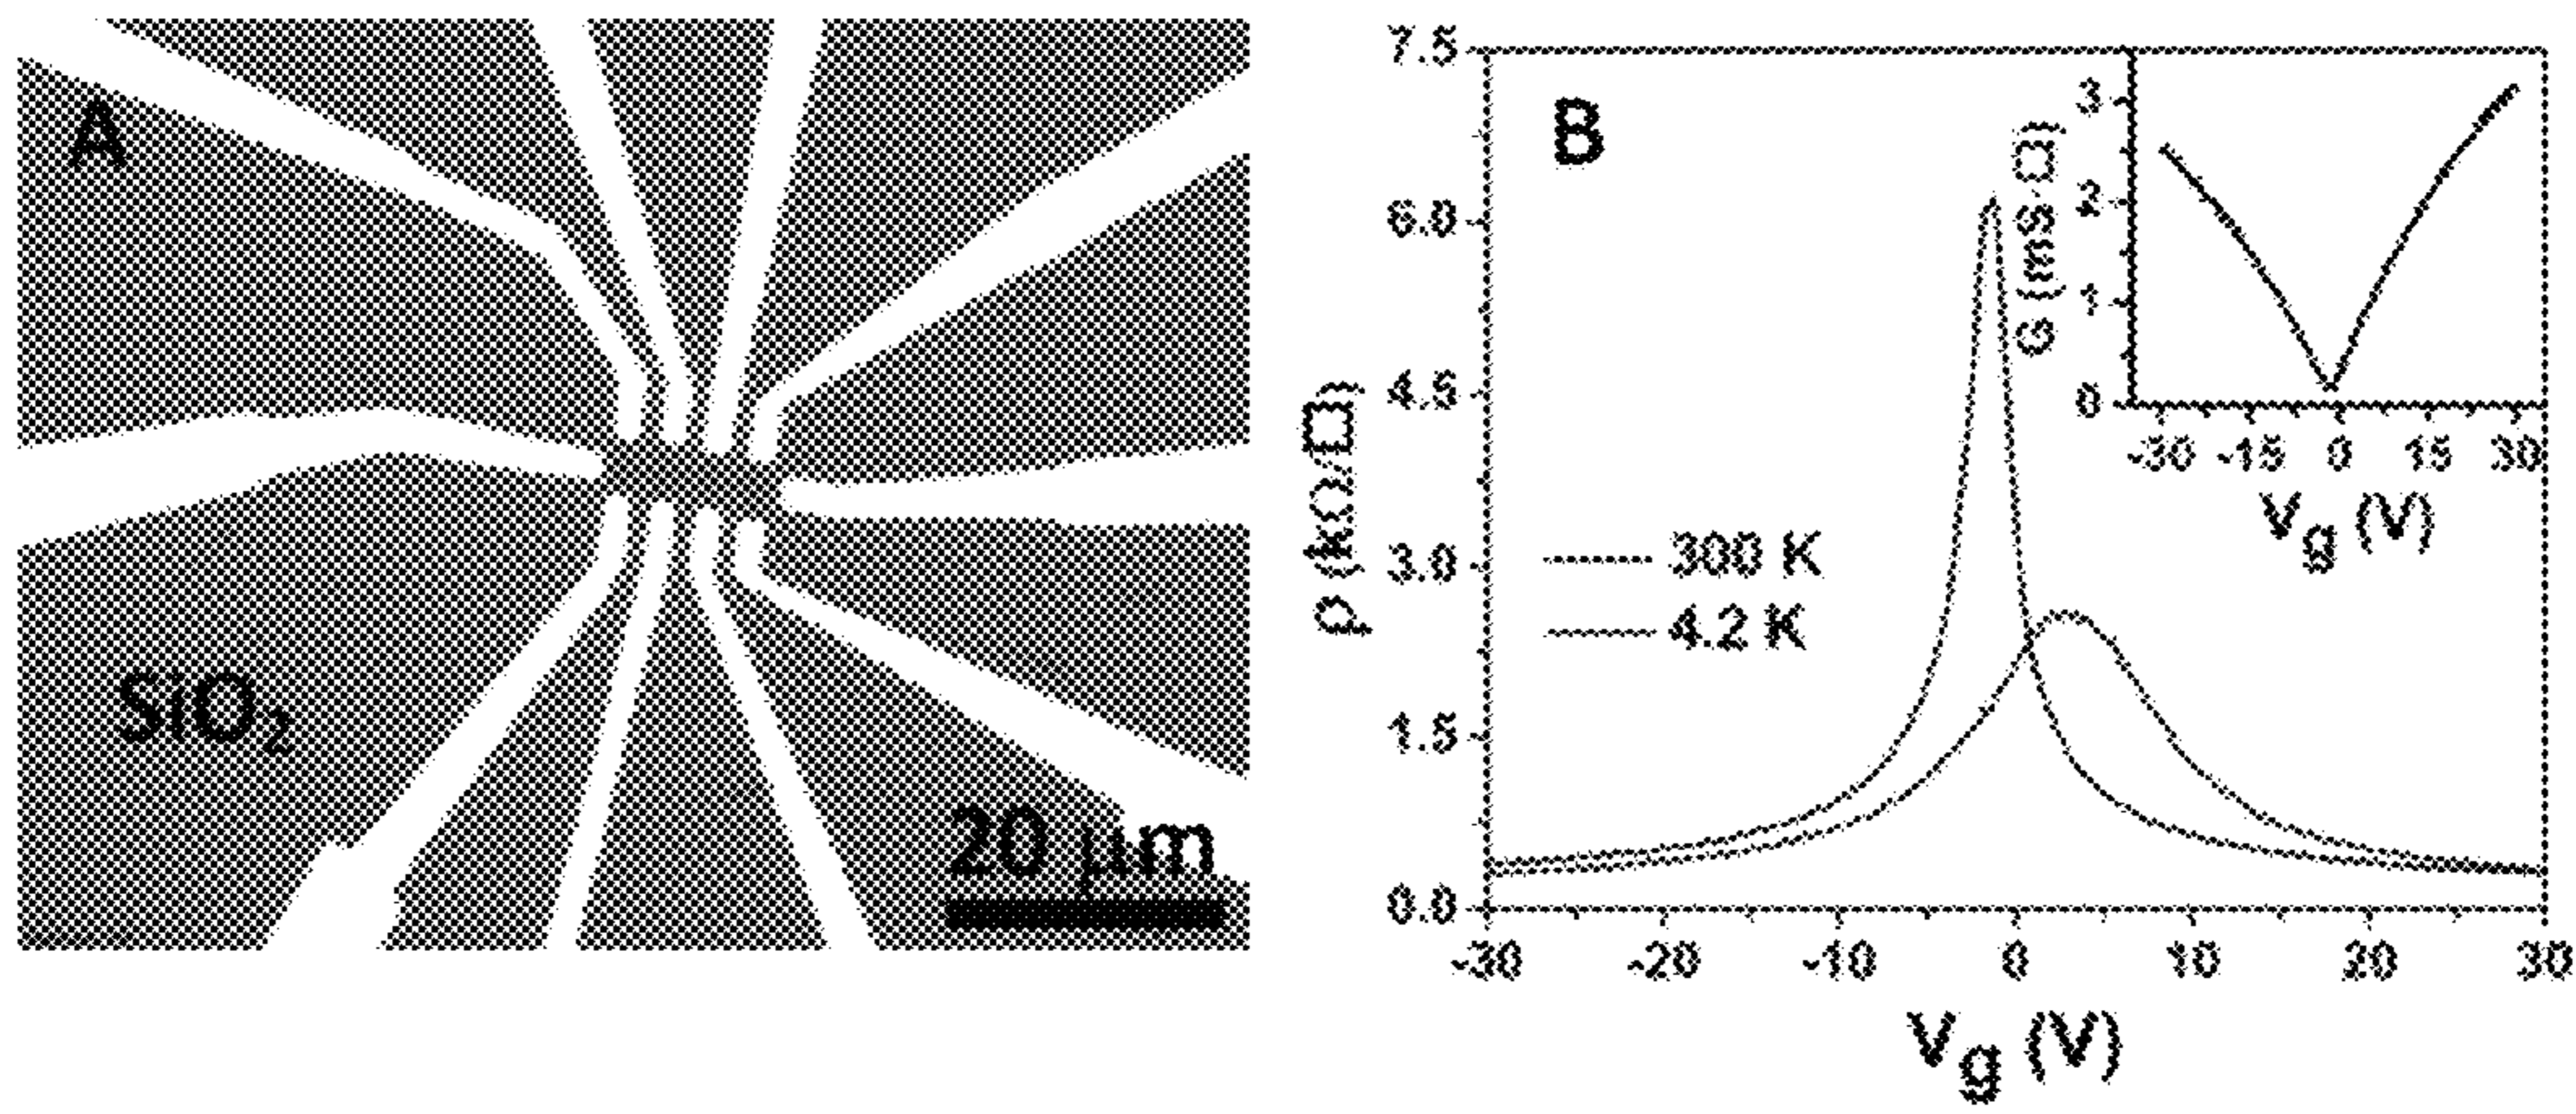 A
SiO₂
20 μm
B
7.5
6.0
4.5
3.0
1.5
0.0
ρ (kΩ/□)
300 K
4.2 K
-30 -20 -10 0 10 20 30
Vg (V)
3
2
1
0
G (mS·□)
-30 -15 0 15 30
Vg (V)